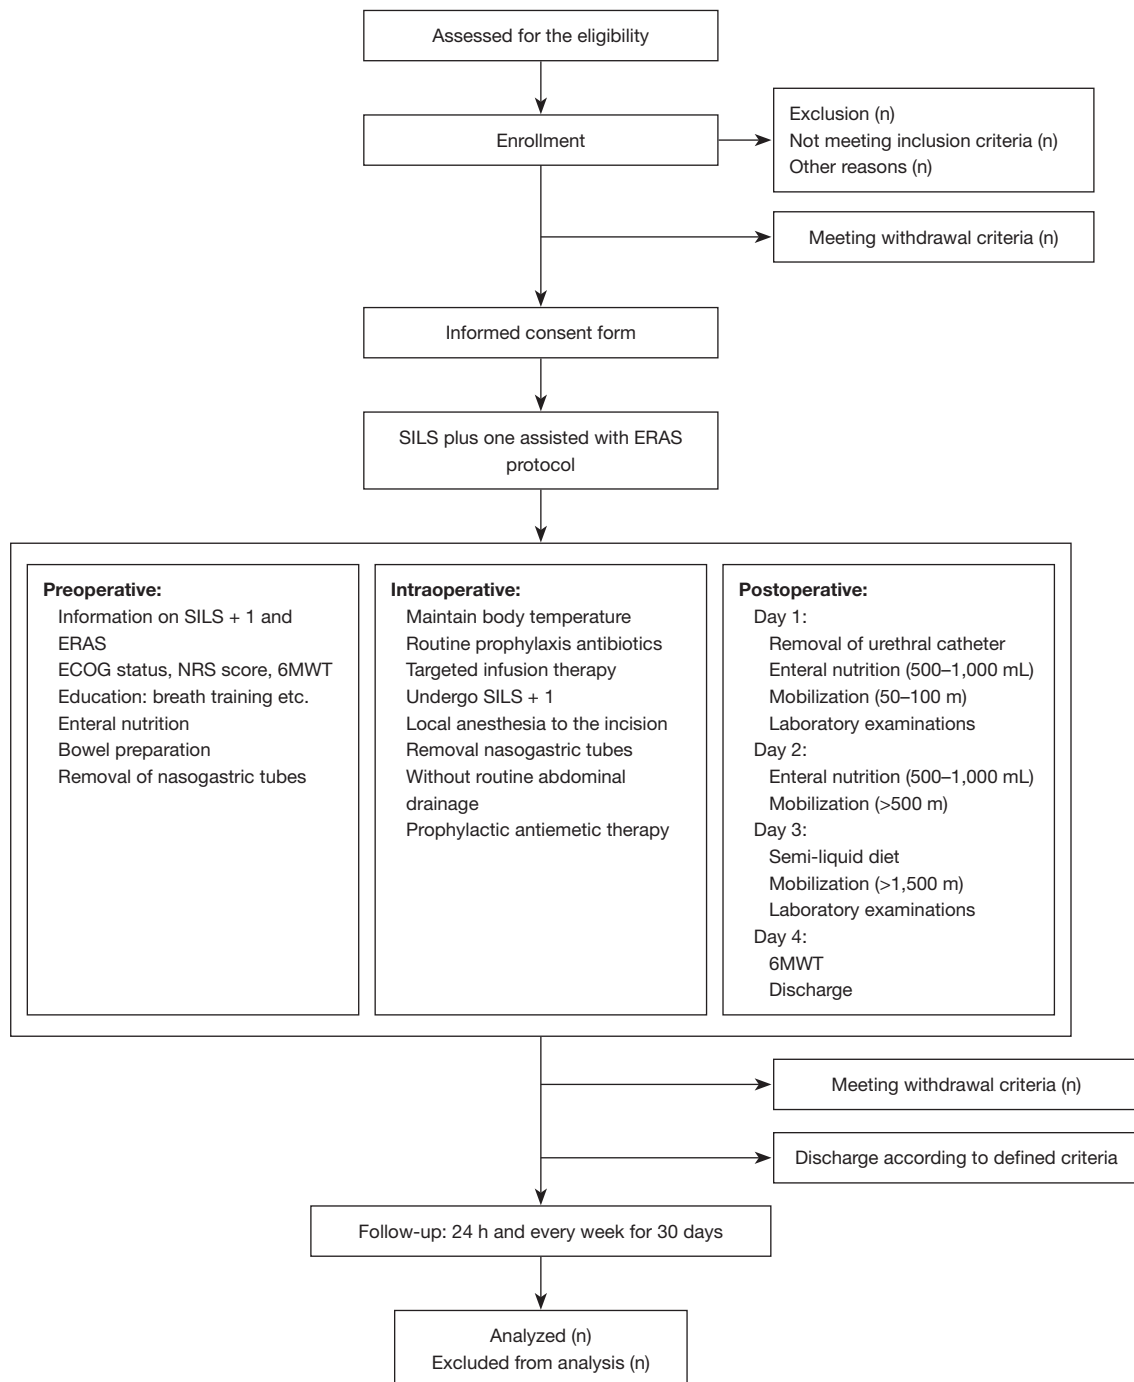 Assessed for the eligibility
Enrollment
Exclusion (n)
Not meeting inclusion criteria (n)
Other reasons (n)
Meeting withdrawal criteria (n)
Informed consent form
SILS plus one assisted with ERAS
protocol
Preoperative:
Information on SILS + 1 and
ERAS
ECOG status, NRS score, 6MWT
Education: breath training etc.
Enteral nutrition
Bowel preparation
Removal of nasogastric tubes
Intraoperative:
Maintain body temperature
Routine prophylaxis antibiotics
Targeted infusion therapy
Undergo SILS + 1
Local anesthesia to the incision
Removal nasogastric tubes
Without routine abdominal
drainage
Prophylactic antiemetic therapy
Postoperative:
Day 1:
Removal of urethral catheter
Enteral nutrition (500–1,000 mL)
Mobilization (50–100 m)
Laboratory examinations
Day 2:
Enteral nutrition (500–1,000 mL)
Mobilization (>500 m)
Day 3:
Semi-liquid diet
Mobilization (>1,500 m)
Laboratory examinations
Day 4:
6MWT
Discharge
Meeting withdrawal criteria (n)
Discharge according to defined criteria
Follow-up: 24 h and every week for 30 days
Analyzed (n)
Excluded from analysis (n)